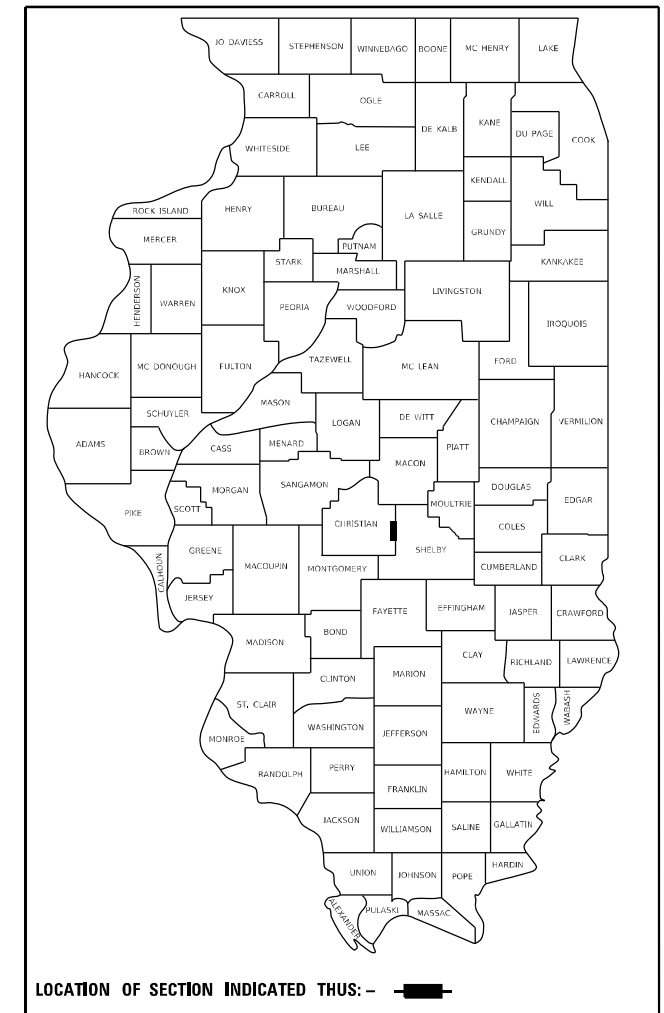 JO DAVIESS STEPHENSON WINNEBAGO BOONE MC HENRY LAKE
CARROLL OGLE DE KALB KANE DU PAGE COOK
WHITESIDE LEE
KENDALL
ROCK ISLAND HENRY BUREAU LA SALLE WILL
MERCER PUTNAM GRUNDY
STARK MARSHALL KANKAKEE
HENDERSON WARREN KNOX PEORIA WOODFORD LIVINGSTON
IROQUOIS
HANCOCK MC DONOUGH FULTON TAZEWELL MC LEAN FORD
MASON
SCHUYLER LOGAN DE WITT CHAMPAIGN VERMILION
ADAMS BROWN CASS MENARD PIATT
MACON
MORGAN SANGAMON DOUGLAS
PIKE SCOTT CHRISTIAN MOULTRIE COLES EDGAR
GREENE SHELBY
CALHOUN MACOUPIN MONTGOMERY CUMBERLAND CLARK
JERSEY FAYETTE EFFINGHAM JASPER CRAWFORD
MADISON BOND
CLAY RICHLAND LAWRENCE
CLINTON MARION
ST. CLAIR WAYNE EDWARDS WABASH
MONROE WASHINGTON JEFFERSON
RANDOLPH PERRY HAMILTON WHITE
FRANKLIN
JACKSON WILLIAMSON SALINE GALLATIN
UNION JOHNSON POPE HARDIN
ALEXANDER PULASKI MASSAC
LOCATION OF SECTION INDICATED THUS: –